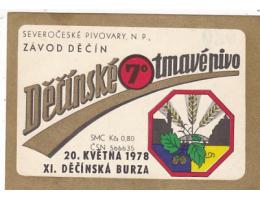 SEVEROČESKÉ PIVOVARY, N. P.,
ZÁVOD DĚČÍN
Děčínské 7° tmavé pivo
SMC Kčs 0,80
ČSN 566635
20. KVĚTNA 1978
XI. DĚČÍNSKÁ BURZA